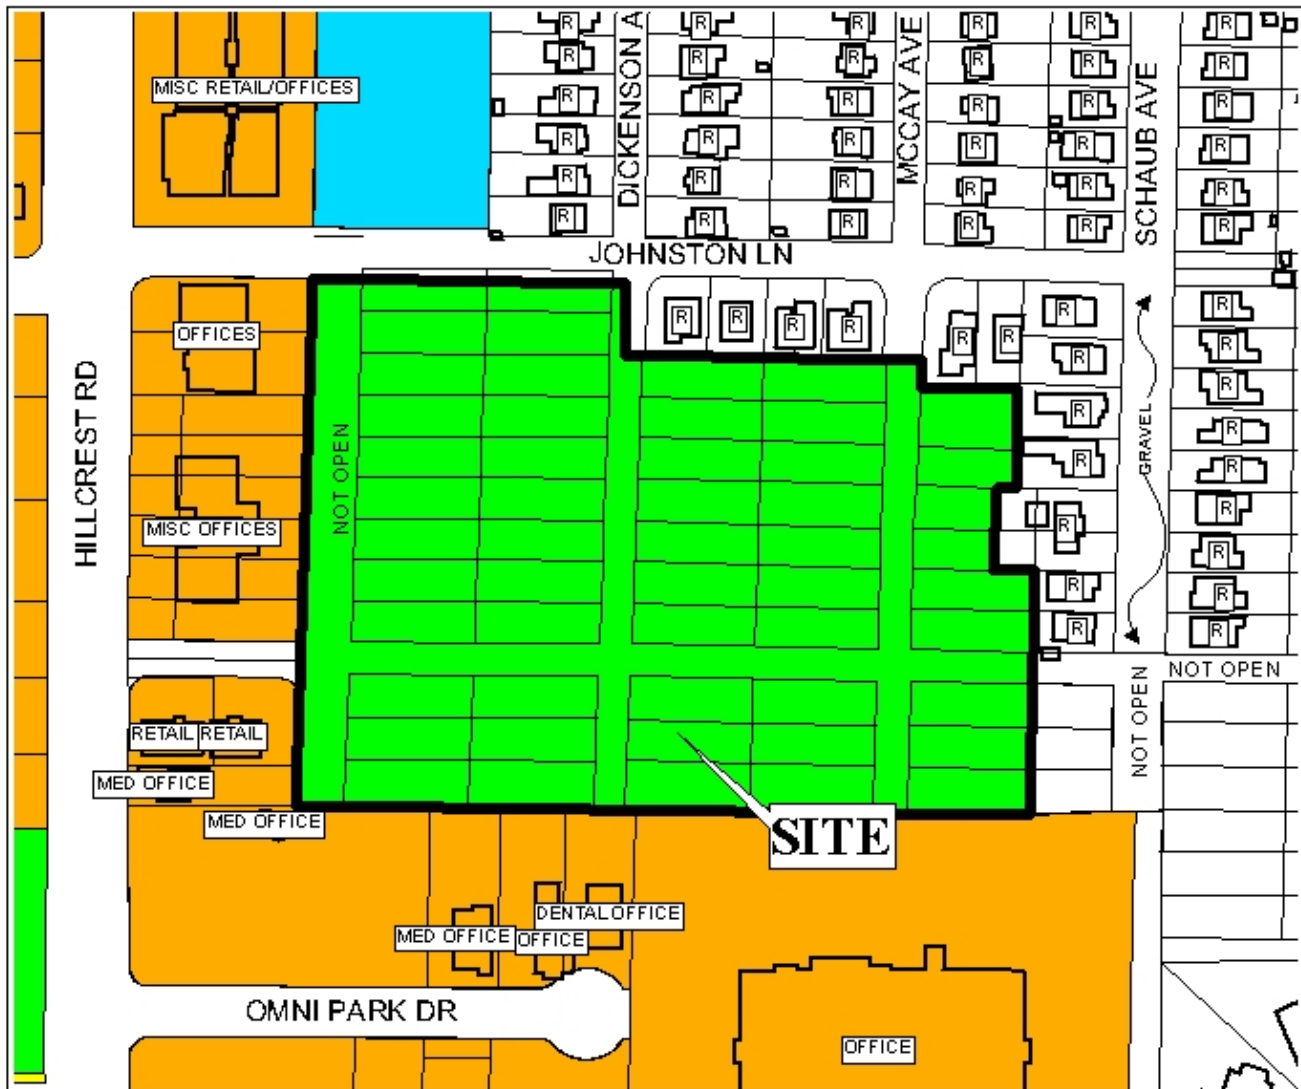 MISC RETAIL/OFFICES
DICKENSON A
MCCAY AVE
SCHAUB AVE
R R R R R R
R R R R R
R R R R R R
R R R R R R
R R R R R R
R R R R R R
R R R R R R
JOHNSTON LN
OFFICES
R R R R R R R R
R R
R R
R R
R R
R R
R R
R R
R
HILLCREST RD
NOT OPEN
GRAVEL
MISC OFFICES
NOT OPEN
NOT OPEN
RETAIL RETAIL
MED OFFICE
MED OFFICE
SITE
DENTAL OFFICE
MED OFFICE OFFICE
OMNI PARK DR
OFFICE